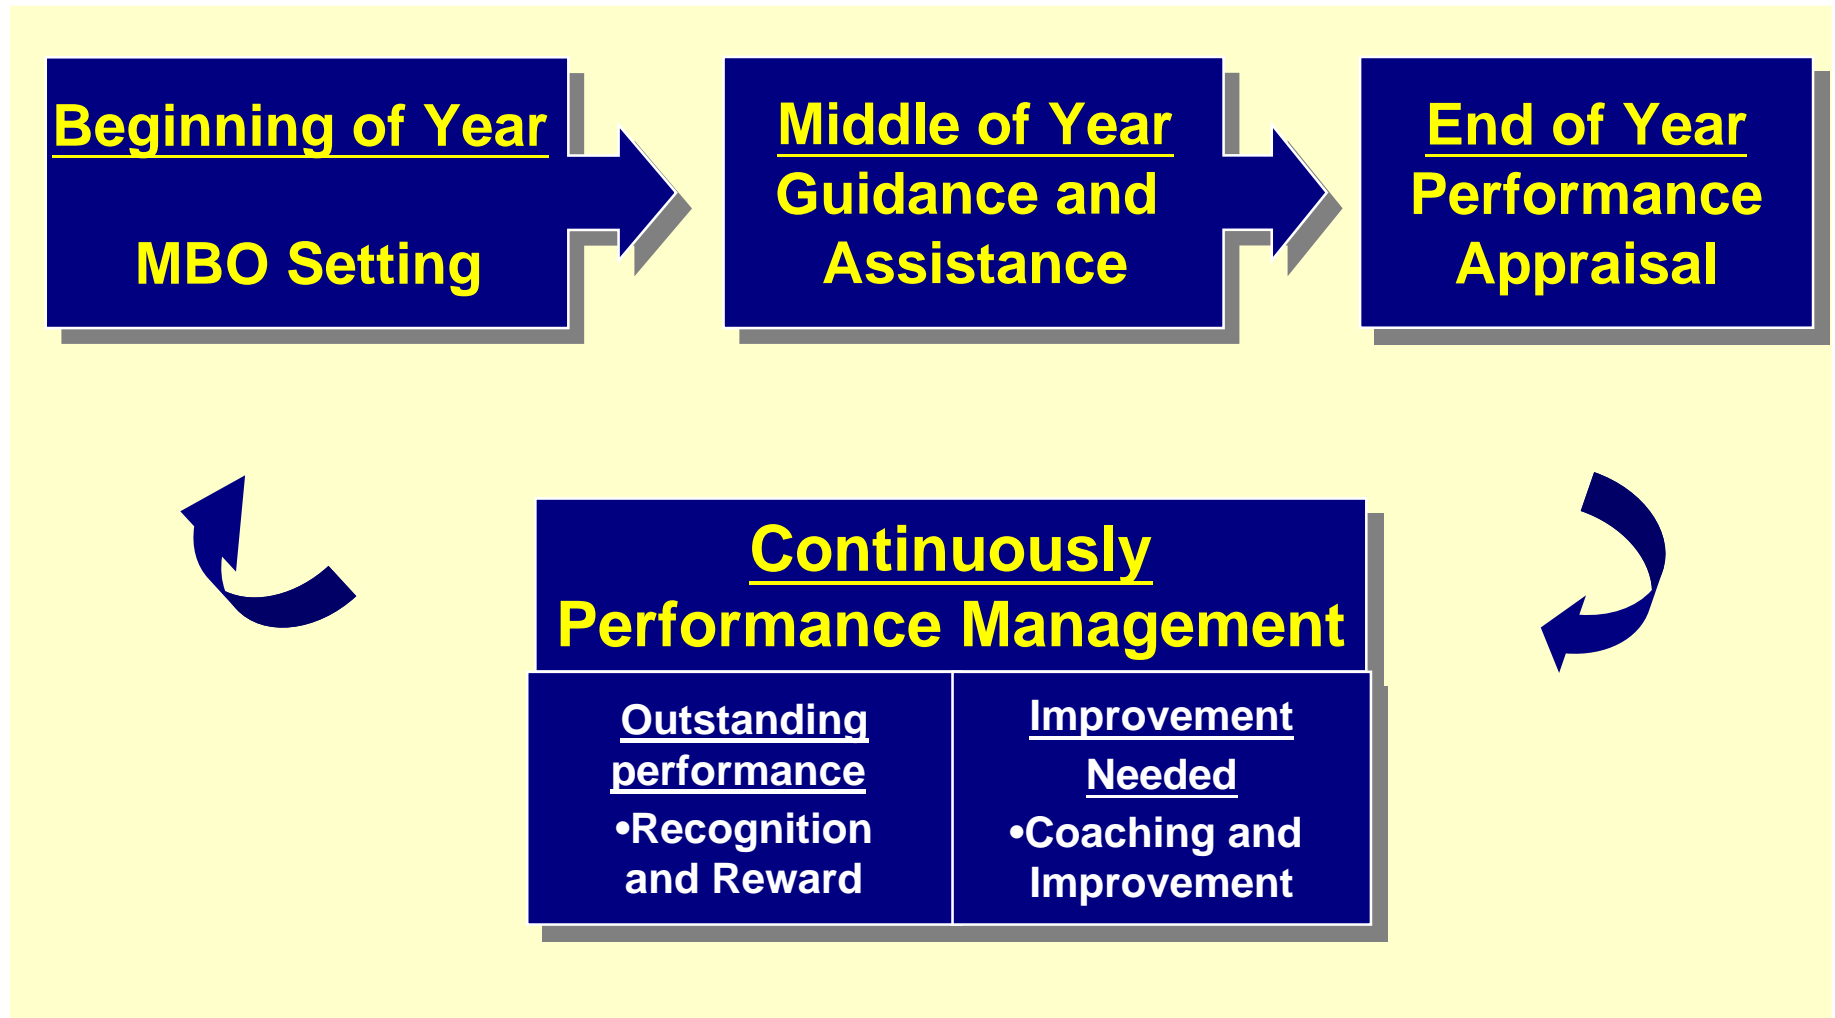 Beginning of Year
MBO Setting
Middle of Year
Guidance and
Assistance
End of Year
Performance
Appraisal
Continuously
Performance Management
Outstanding
performance
•Recognition
and Reward
Improvement
Needed
•Coaching and
Improvement